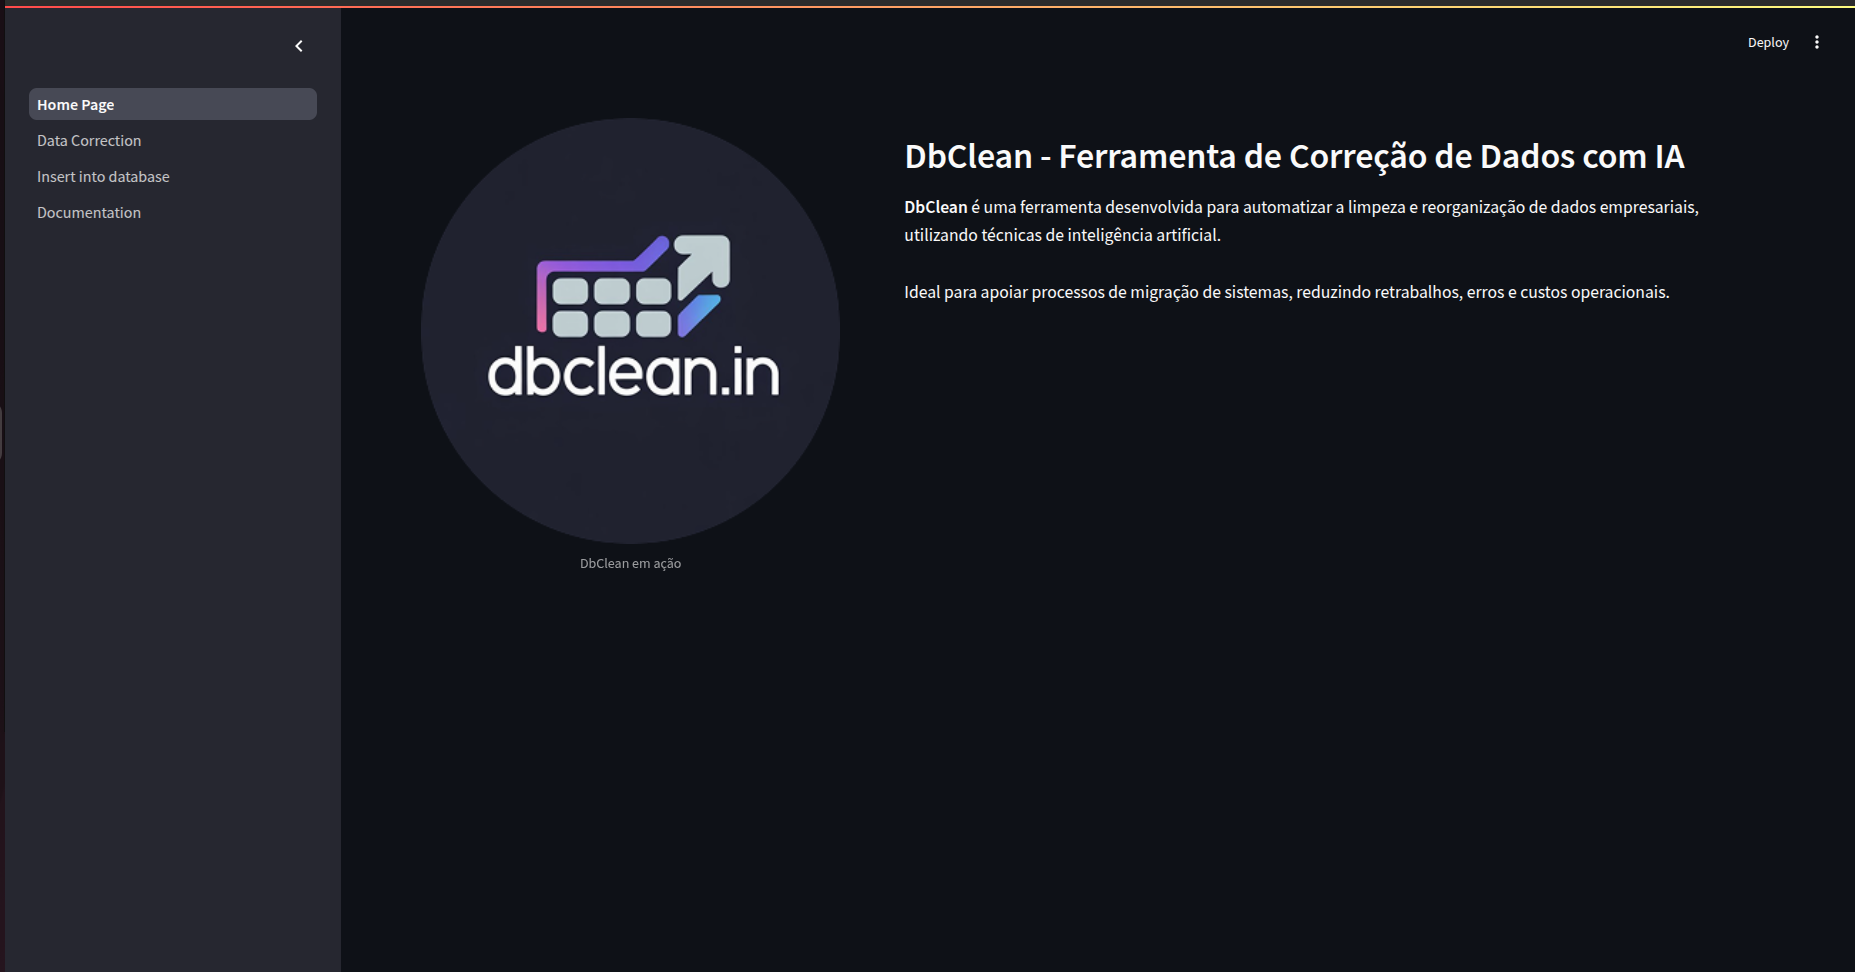 Deploy
Home Page
Data Correction
Insert into database
Documentation
dbclean.in
DbClean em ação
DbClean - Ferramenta de Correção de Dados com IA
DbClean é uma ferramenta desenvolvida para automatizar a limpeza e reorganização de dados empresariais,
utilizando técnicas de inteligência artificial.
Ideal para apoiar processos de migração de sistemas, reduzindo retrabalhos, erros e custos operacionais.